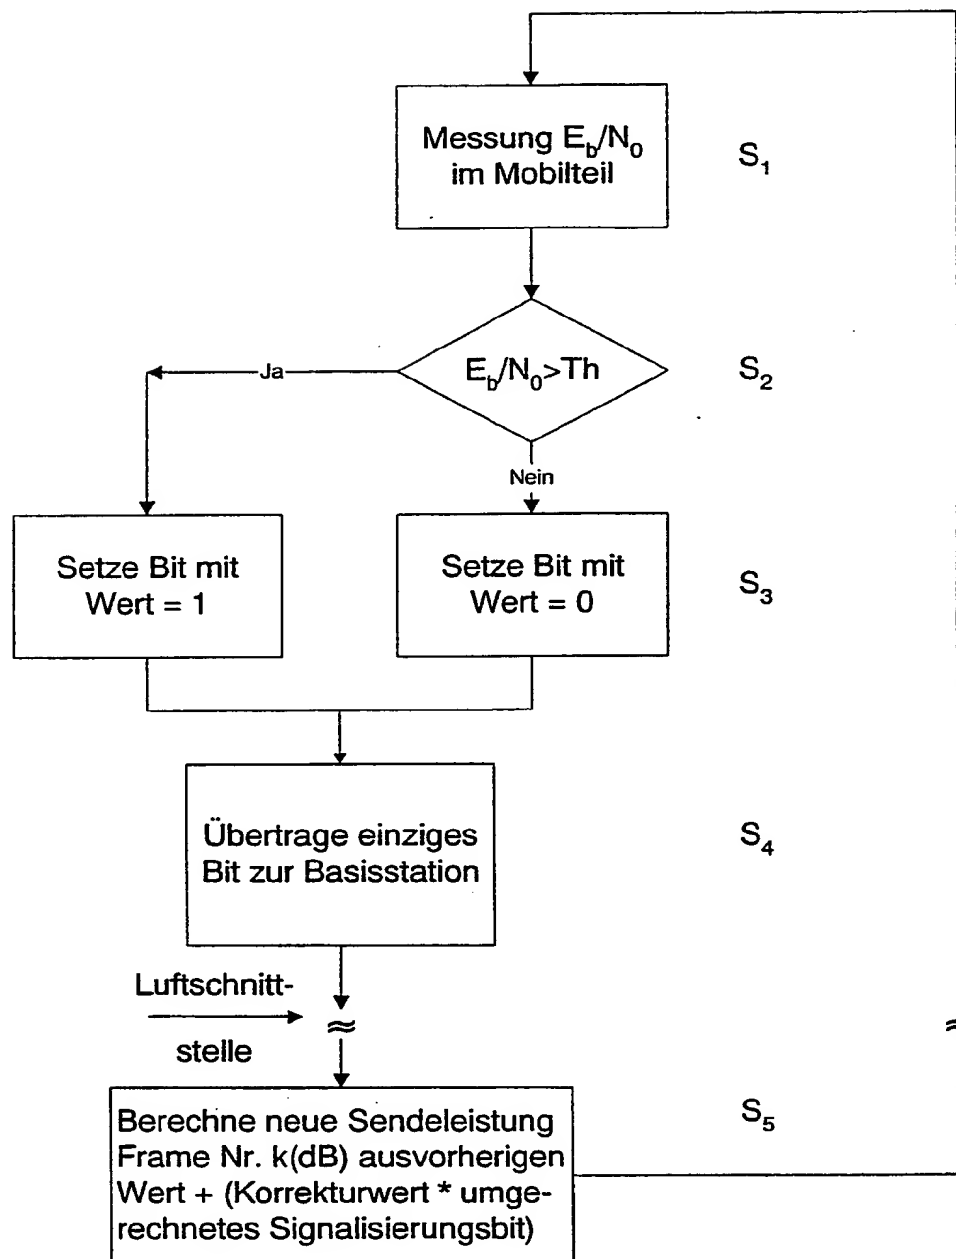 Messung E_b/N_0
im Mobilteil
S_1
E_b/N_0>Th
S_2
Ja
Nein
Setze Bit mit
Wert = 1
Setze Bit mit
Wert = 0
S_3
Übertrage einziges
Bit zur Basisstation
S_4
Luftschnitt-
stelle
Berechne neue Sendeleistung
Frame Nr. k(dB) ausvorherigen
Wert + (Korrekturwert * umge-
rechnetes Signalisierungsbit)
S_5